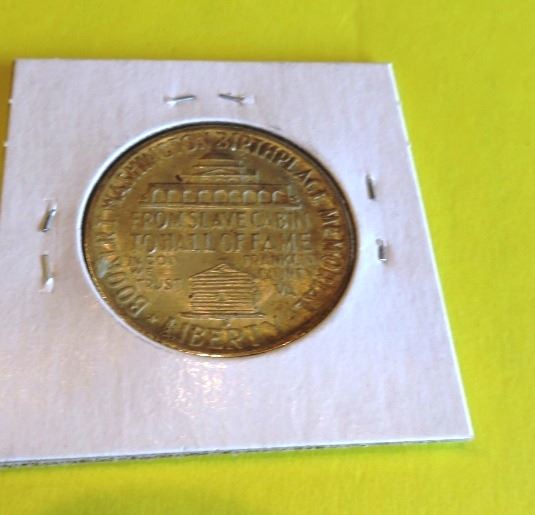 BOOKER T. WASHINGTON BIRTHPLACE MEMORIAL
FROM SLAVE CABIN
TO HALL OF FAME
IN GOD
WE
TRUST
FRANKLIN
COUNTY
VA.
LIBERTY